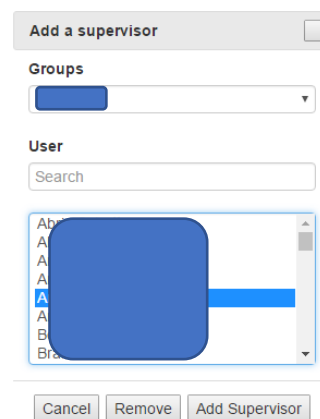 Add a supervisor
Groups
User
Search
Cancel Remove Add Supervisor